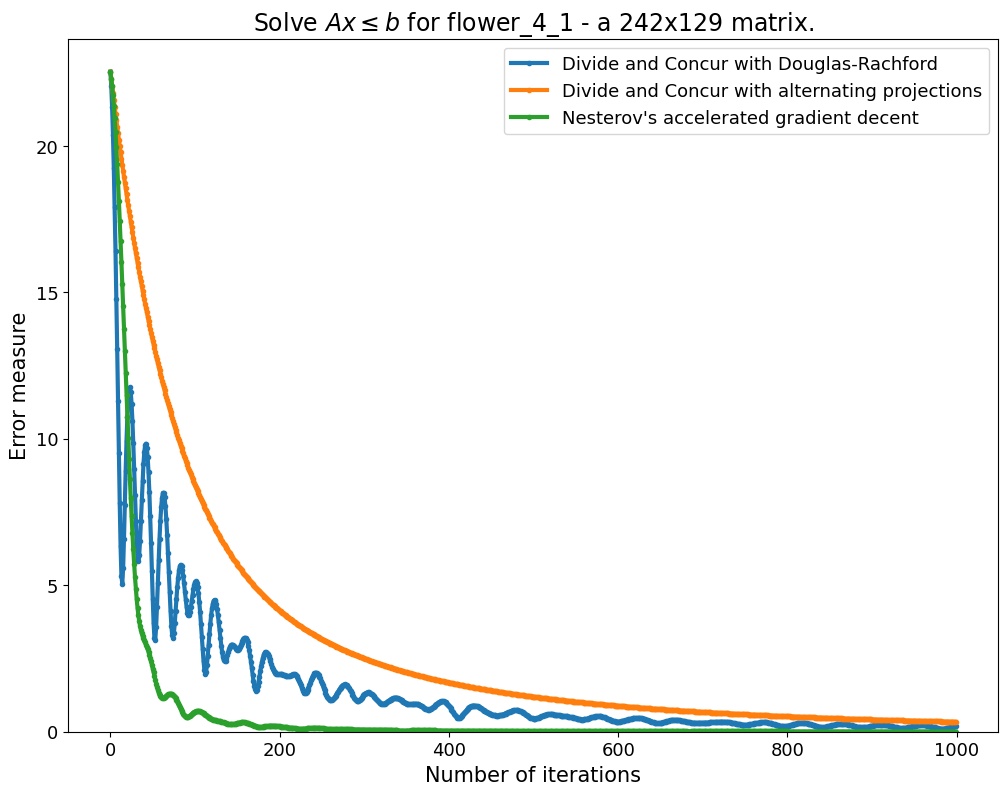 Solve Ax ≤ b for flower_4_1 - a 242x129 matrix.
Divide and Concur with Douglas-Rachford
Divide and Concur with alternating projections
Nesterov's accelerated gradient decent
Error measure
20
15
10
5
0
0 200 400 600 800 1000
Number of iterations